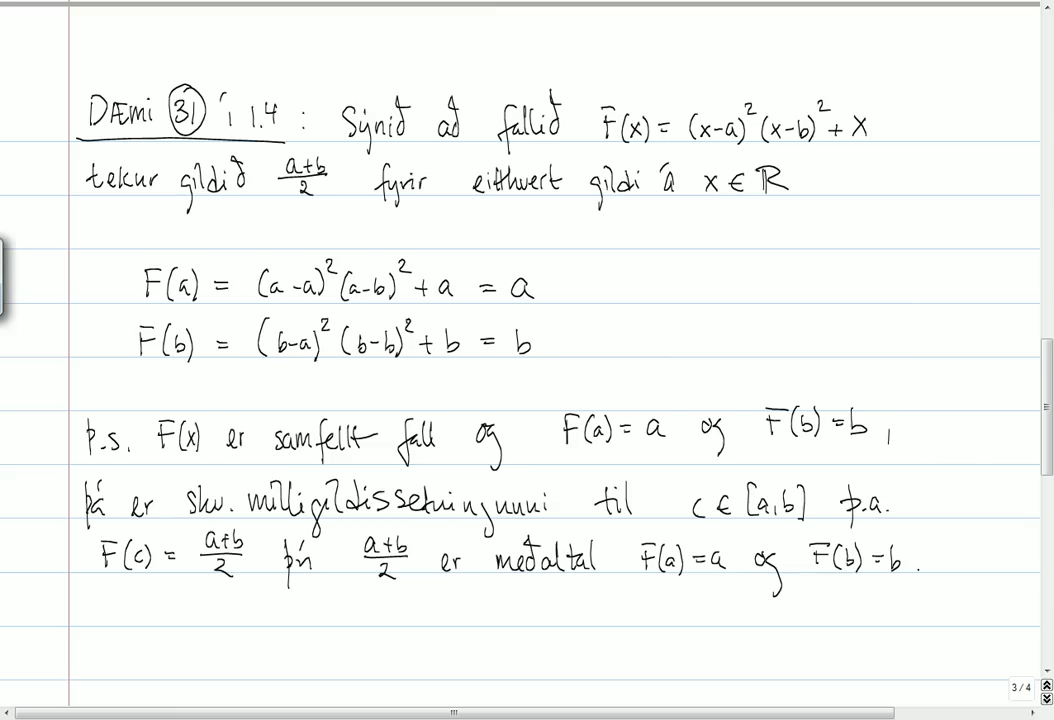 DÆMI 31 í 1.4 : Sýnið að fallið F(x) = (x-a)²(x-b)² + x
tekur gildið (a+b)/2 fyrir eitthvert gildi á x ∈ ℝ
F(a) = (a-a)²(a-b)² + a = a
F(b) = (b-a)²(b-b)² + b = b
þ.s. F(x) er samfellt fall og F(a) = a og F(b) = b,
þá er skv. milligildissetningunni til c ∈ [a,b] þ.a.
F(c) = (a+b)/2 því (a+b)/2 er meðaltal F(a) = a og F(b) = b.
3 / 4